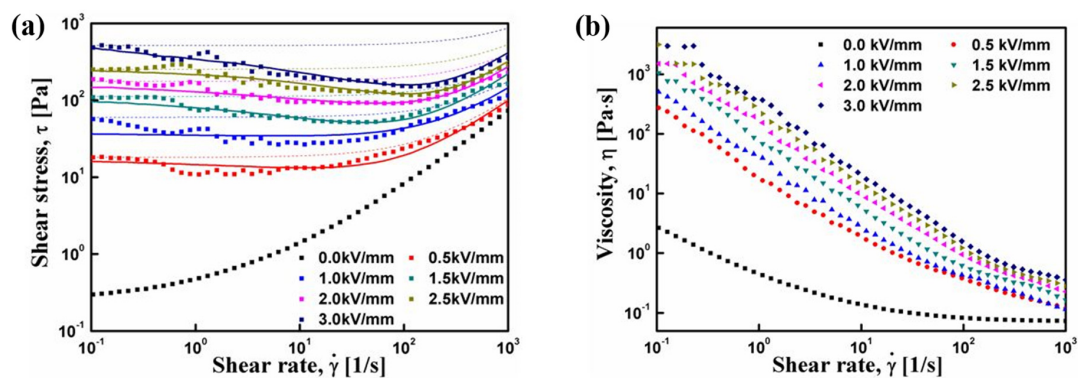 (a)
Shear stress, τ [Pa]
10³
10²
10¹
10⁰
10⁻¹
0.0kV/mm 0.5kV/mm
1.0kV/mm 1.5kV/mm
2.0kV/mm 2.5kV/mm
3.0kV/mm
10⁻¹ 10⁰ 10¹ 10² 10³
Shear rate, γ̇ [1/s]
(b)
Viscosity, η [Pa·s]
10³
10²
10¹
10⁰
10⁻¹
0.0 kV/mm 0.5 kV/mm
1.0 kV/mm 1.5 kV/mm
2.0 kV/mm 2.5 kV/mm
3.0 kV/mm
10⁻¹ 10⁰ 10¹ 10² 10³
Shear rate, γ̇ [1/s]